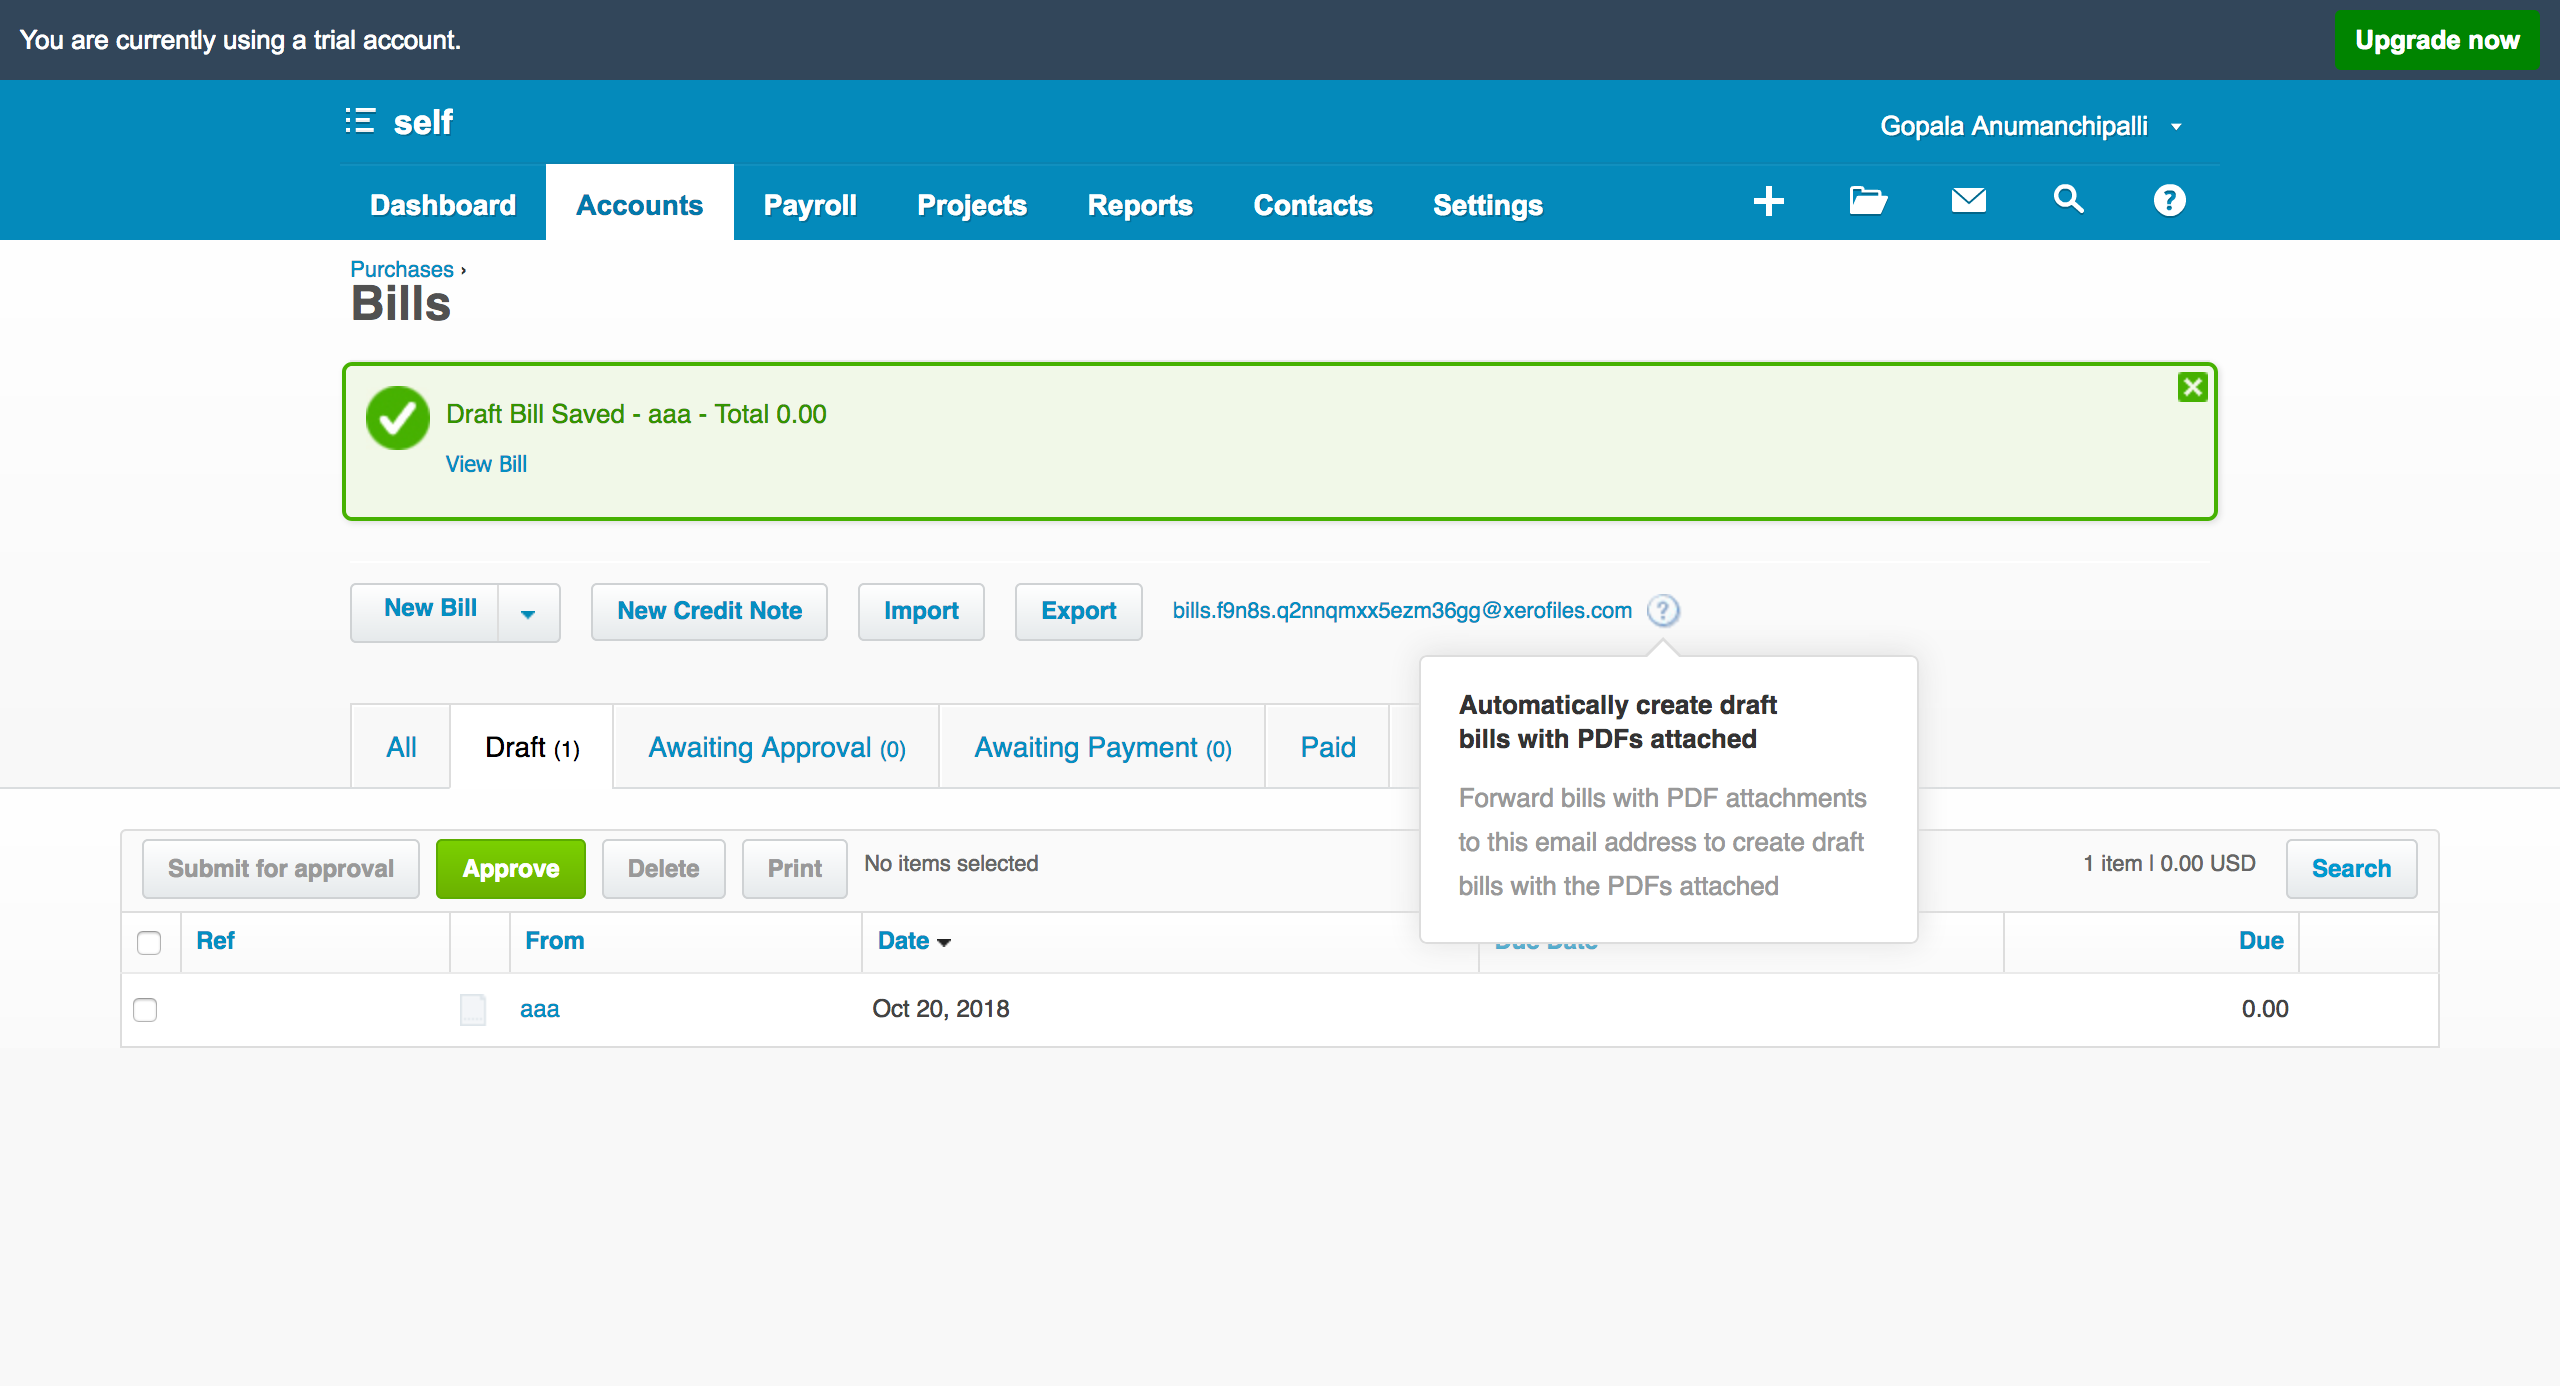 You are currently using a trial account.
Upgrade now
self
Gopala Anumanchipalli
Dashboard
Accounts
Payroll
Projects
Reports
Contacts
Settings
Purchases ›
Bills
Draft Bill Saved - aaa - Total 0.00
View Bill
New Bill
New Credit Note
Import
Export
bills.f9n8s.q2nnqmxx5ezm36gg@xerofiles.com
?
Automatically create draft
bills with PDFs attached
Forward bills with PDF attachments
to this email address to create draft
bills with the PDFs attached
All
Draft (1)
Awaiting Approval (0)
Awaiting Payment (0)
Paid
Submit for approval
Approve
Delete
Print
No items selected
1 item | 0.00 USD
Search
Ref
From
Date
Due Date
Due
aaa
Oct 20, 2018
0.00